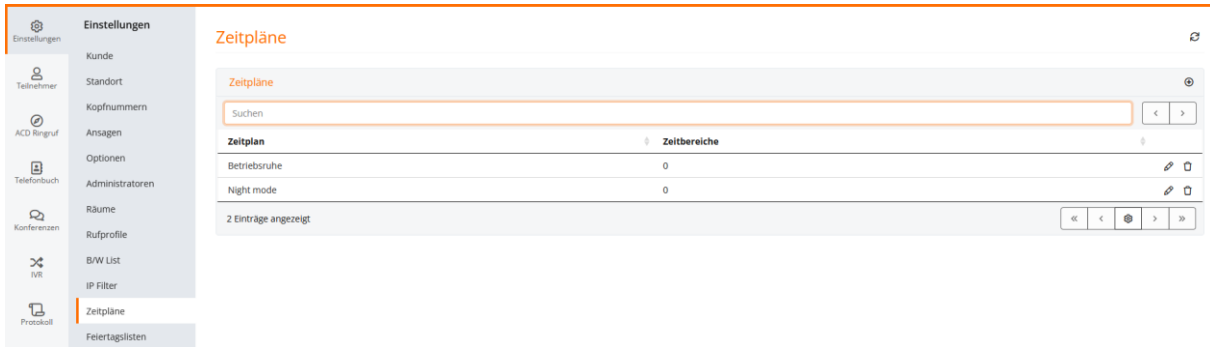 Einstellungen
Teilnehmer
ACD Ringruf
Telefonbuch
Konferenzen
IVR
Protokoll
Einstellungen
Kunde
Standort
Kopfnummern
Ansagen
Optionen
Administratoren
Räume
Rufprofile
B/W List
IP Filter
Zeitpläne
Feiertagslisten
Zeitpläne
Zeitpläne
Suchen
Zeitplan Zeitbereiche
Betriebsruhe 0
Night mode 0
2 Einträge angezeigt